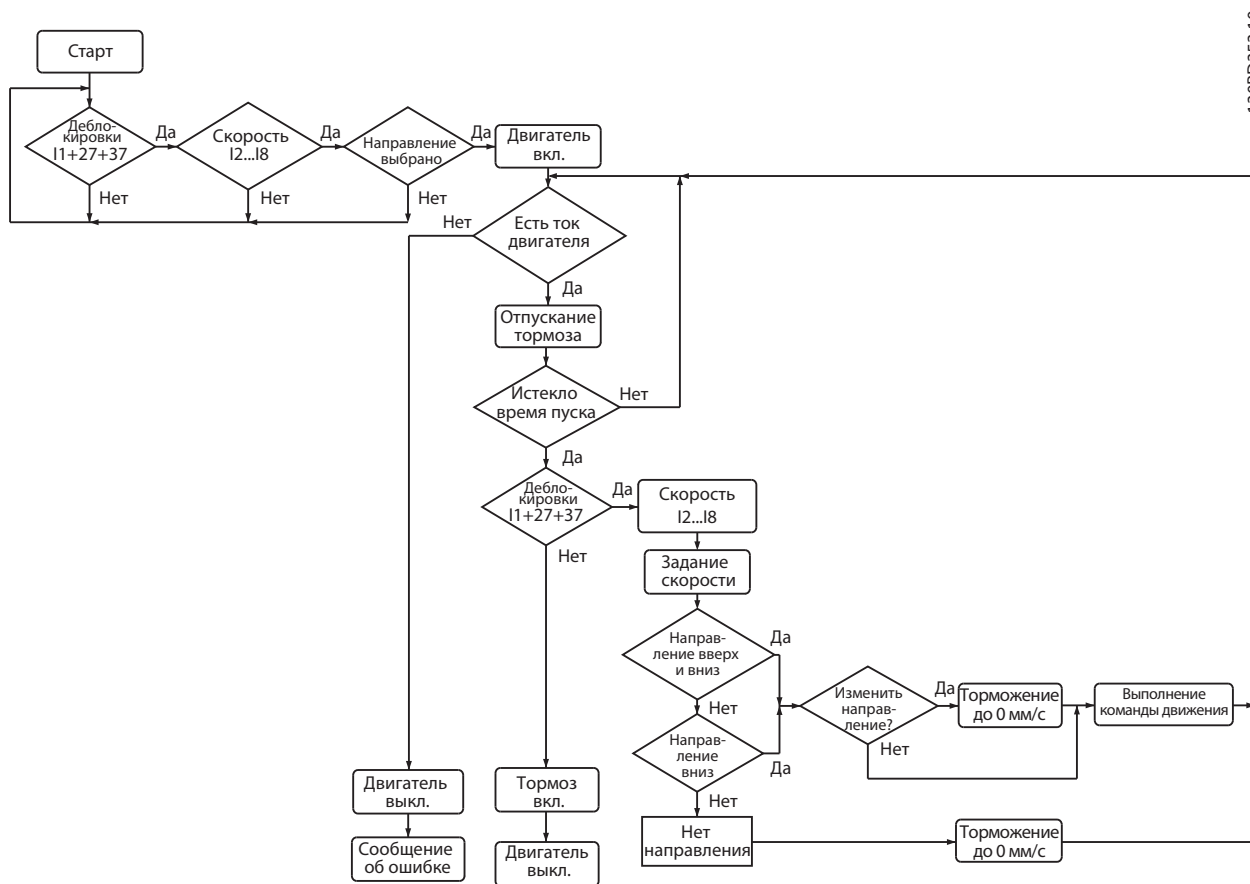 Старт
Дебло-
кировки
I1+27+37
Да
Нет
Скорость
I2...I8
Да
Нет
Направление
выбрано
Да
Нет
Двигатель
вкл.
Есть ток
двигателя
Нет
Да
Отпускание
тормоза
Истекло
время пуска
Нет
Да
Дебло-
кировки
I1+27+37
Да
Нет
Скорость
I2...I8
Задание
скорости
Направ-
ление вверх
и вниз
Да
Нет
Направ-
ление
вниз
Да
Нет
Изменить
направ-
ление?
Да
Нет
Торможение
до 0 мм/с
Выполнение
команды движения
Двигатель
выкл.
Сообщение
об ошибке
Тормоз
вкл.
Двигатель
выкл.
Нет
направления
Торможение
до 0 мм/с